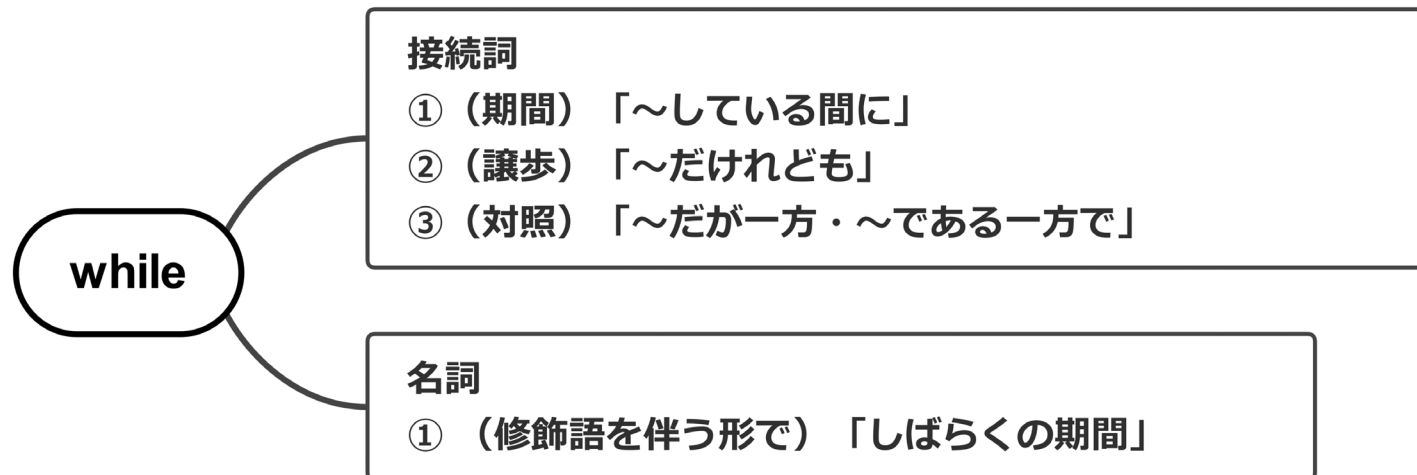 while
接続詞
①（期間）「～している間に」
②（譲歩）「～だけれども」
③（対照）「～だが一方・～である一方で」
名詞
① （修飾語を伴う形で）「しばらくの期間」